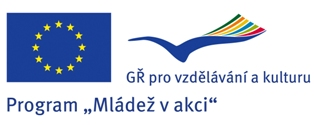 GŘ pro vzdělávání a kulturu
Program „Mládež v akci“